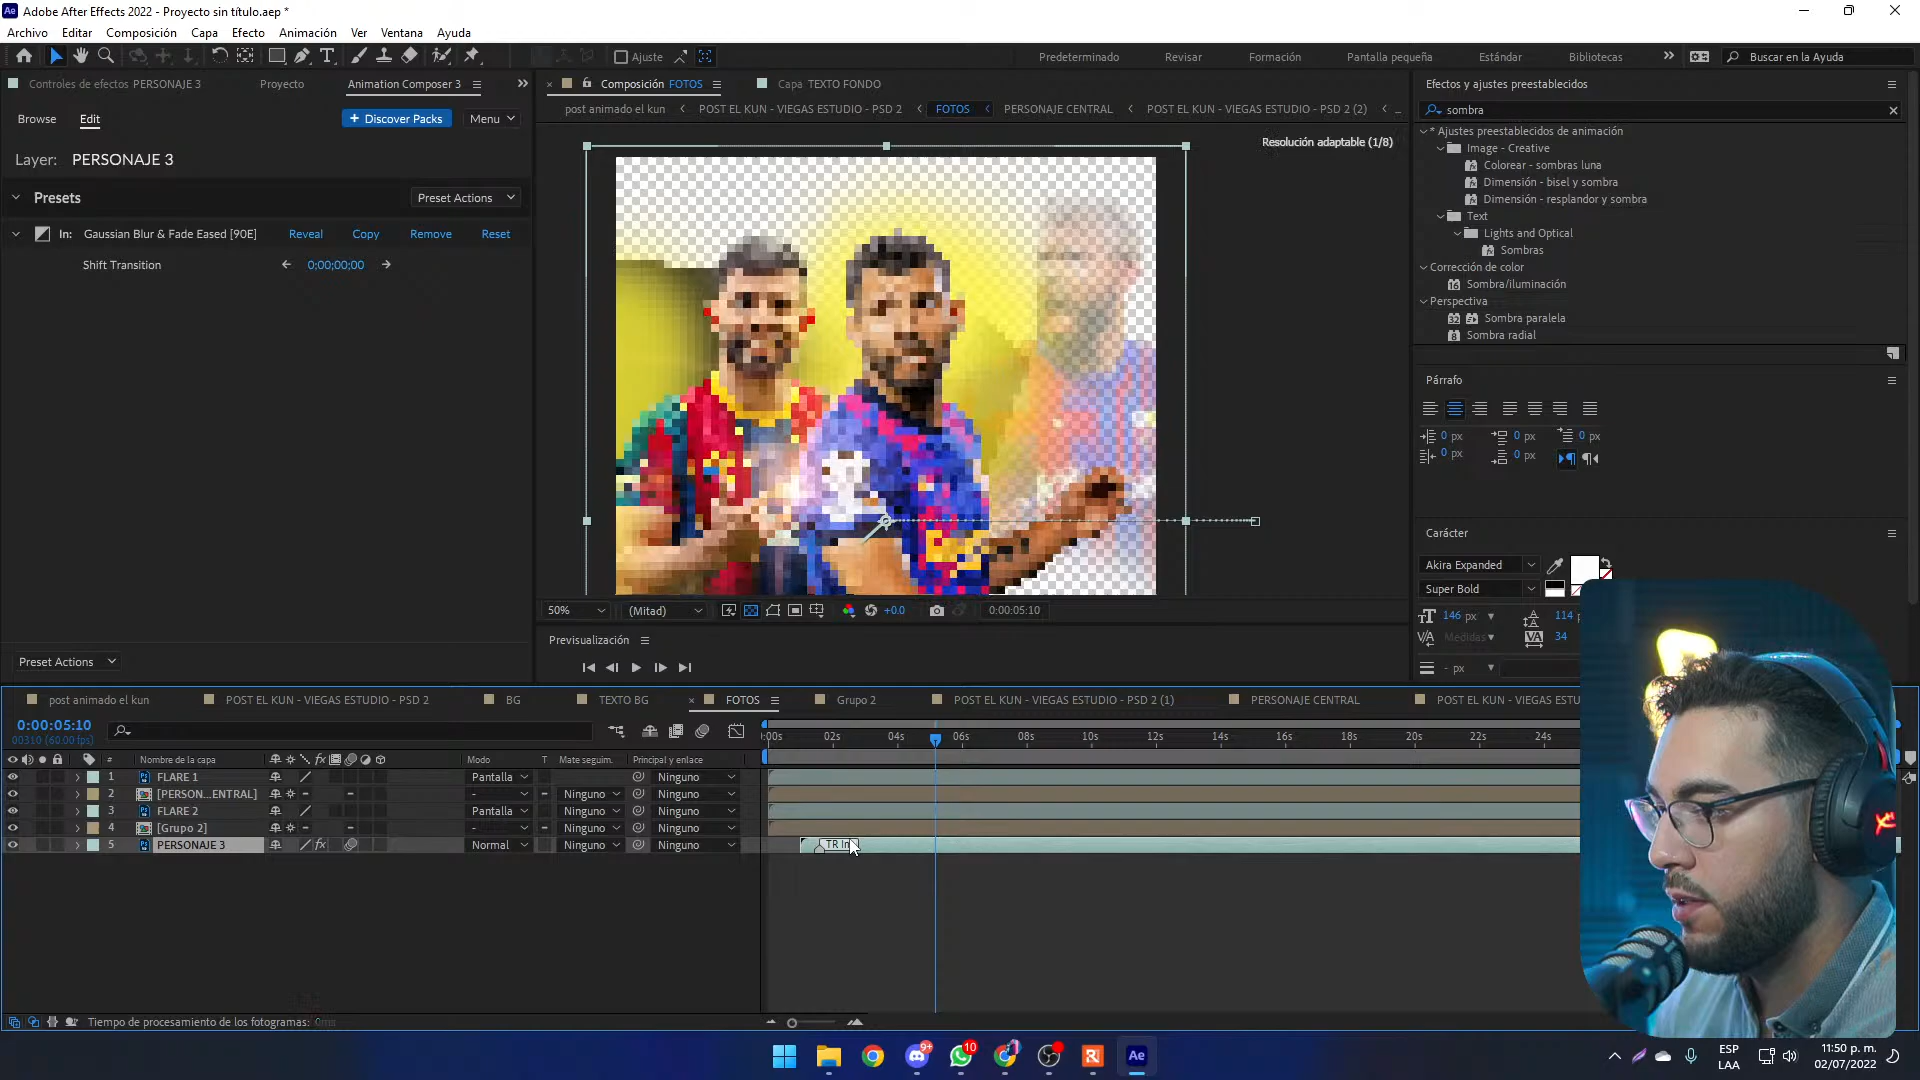 Adobe After Effects 2022 - Proyecto sin título.aep *
Archivo Editar Composición Capa Efecto Animación Ver Ventana Ayuda
Ajuste Predeterminado Revisar Formación Pantalla pequeña Estándar Bibliotecas Buscar en la Ayuda
Controles de efectos PERSONAJE 3 Proyecto Animation Composer 3
Composición FOTOS Capa TEXTO FONDO
Efectos y ajustes preestablecidos
post animado el kun POST EL KUN - VIEGAS ESTUDIO - PSD 2 FOTOS PERSONAJE CENTRAL POST EL KUN - VIEGAS ESTUDIO - PSD 2 (2)
sombra
Browse Edit + Discover Packs Menu
Resolución adaptable (1/8)
Layer: PERSONAJE 3
Presets Preset Actions
In: Gaussian Blur & Fade Eased [90E] Reveal Copy Remove Reset
Shift Transition 0;00;00;00
* Ajustes preestablecidos de animación
Image - Creative
Colorear - sombras luna
Dimensión - bisel y sombra
Dimensión - resplandor y sombra
Text
Lights and Optical
Sombras
Corrección de color
Sombra/iluminación
Perspectiva
Sombra paralela
Sombra radial
Párrafo
0 px 0 px 0 px
0 px 0 px
Carácter
Akira Expanded
Super Bold
146 px 114
Medidas 34
- px
50% (Mitad) +0.0 0:00:05:10
Previsualización
Preset Actions
post animado el kun POST EL KUN - VIEGAS ESTUDIO - PSD 2 BG TEXTO BG FOTOS Grupo 2 POST EL KUN - VIEGAS ESTUDIO - PSD 2 (1) PERSONAJE CENTRAL POST EL KUN - VIEGAS ESTU
0:00:05:10
00310 (60.00 fps)
:00s 02s 04s 06s 08s 10s 12s 14s 16s 18s 20s 22s 24s
# Nombre de la capa Modo T Mate seguim. Principal y enlace
1 FLARE 1 Pantalla Ninguno
2 [PERSON...ENTRAL] - Ninguno Ninguno
3 FLARE 2 Pantalla Ninguno Ninguno
4 [Grupo 2] - Ninguno Ninguno
5 PERSONAJE 3 Normal Ninguno Ninguno
TR In
Tiempo de procesamiento de los fotogramas: 0ms
9+ 10
ESP
LAA
11:50 p. m.
02/07/2022